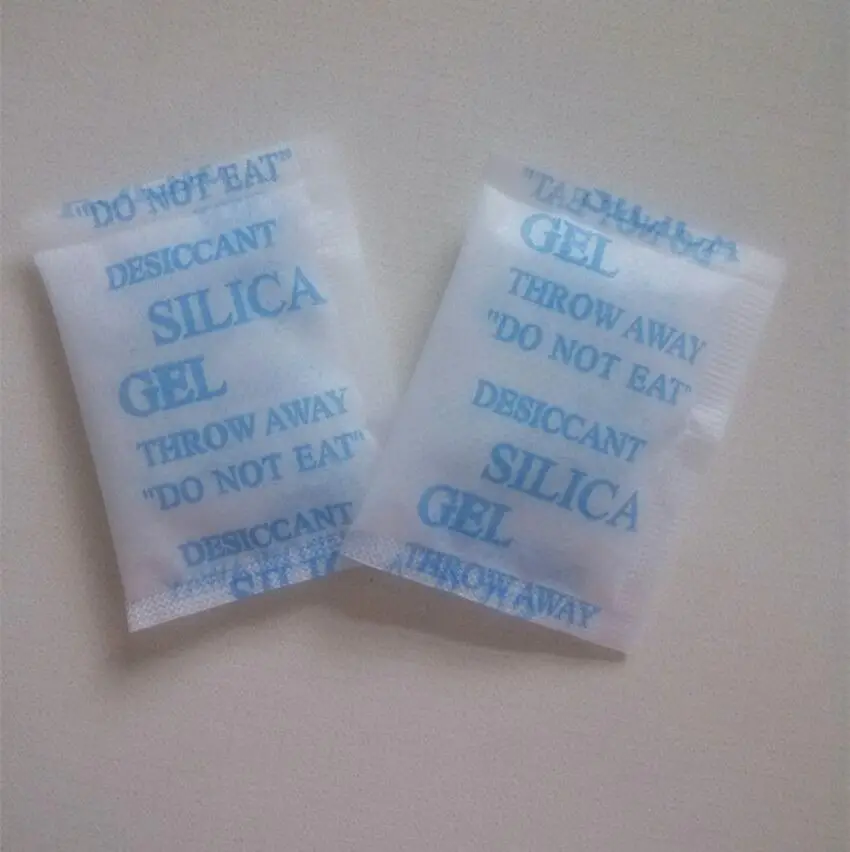 "DO NOT EAT"
DESICCANT
SILICA
GEL
THROW AWAY
"DO NOT EAT"
DESICCANT
GEL
THROW AWAY
"DO NOT EAT"
DESICCANT
SILICA
GEL
THROW AWAY